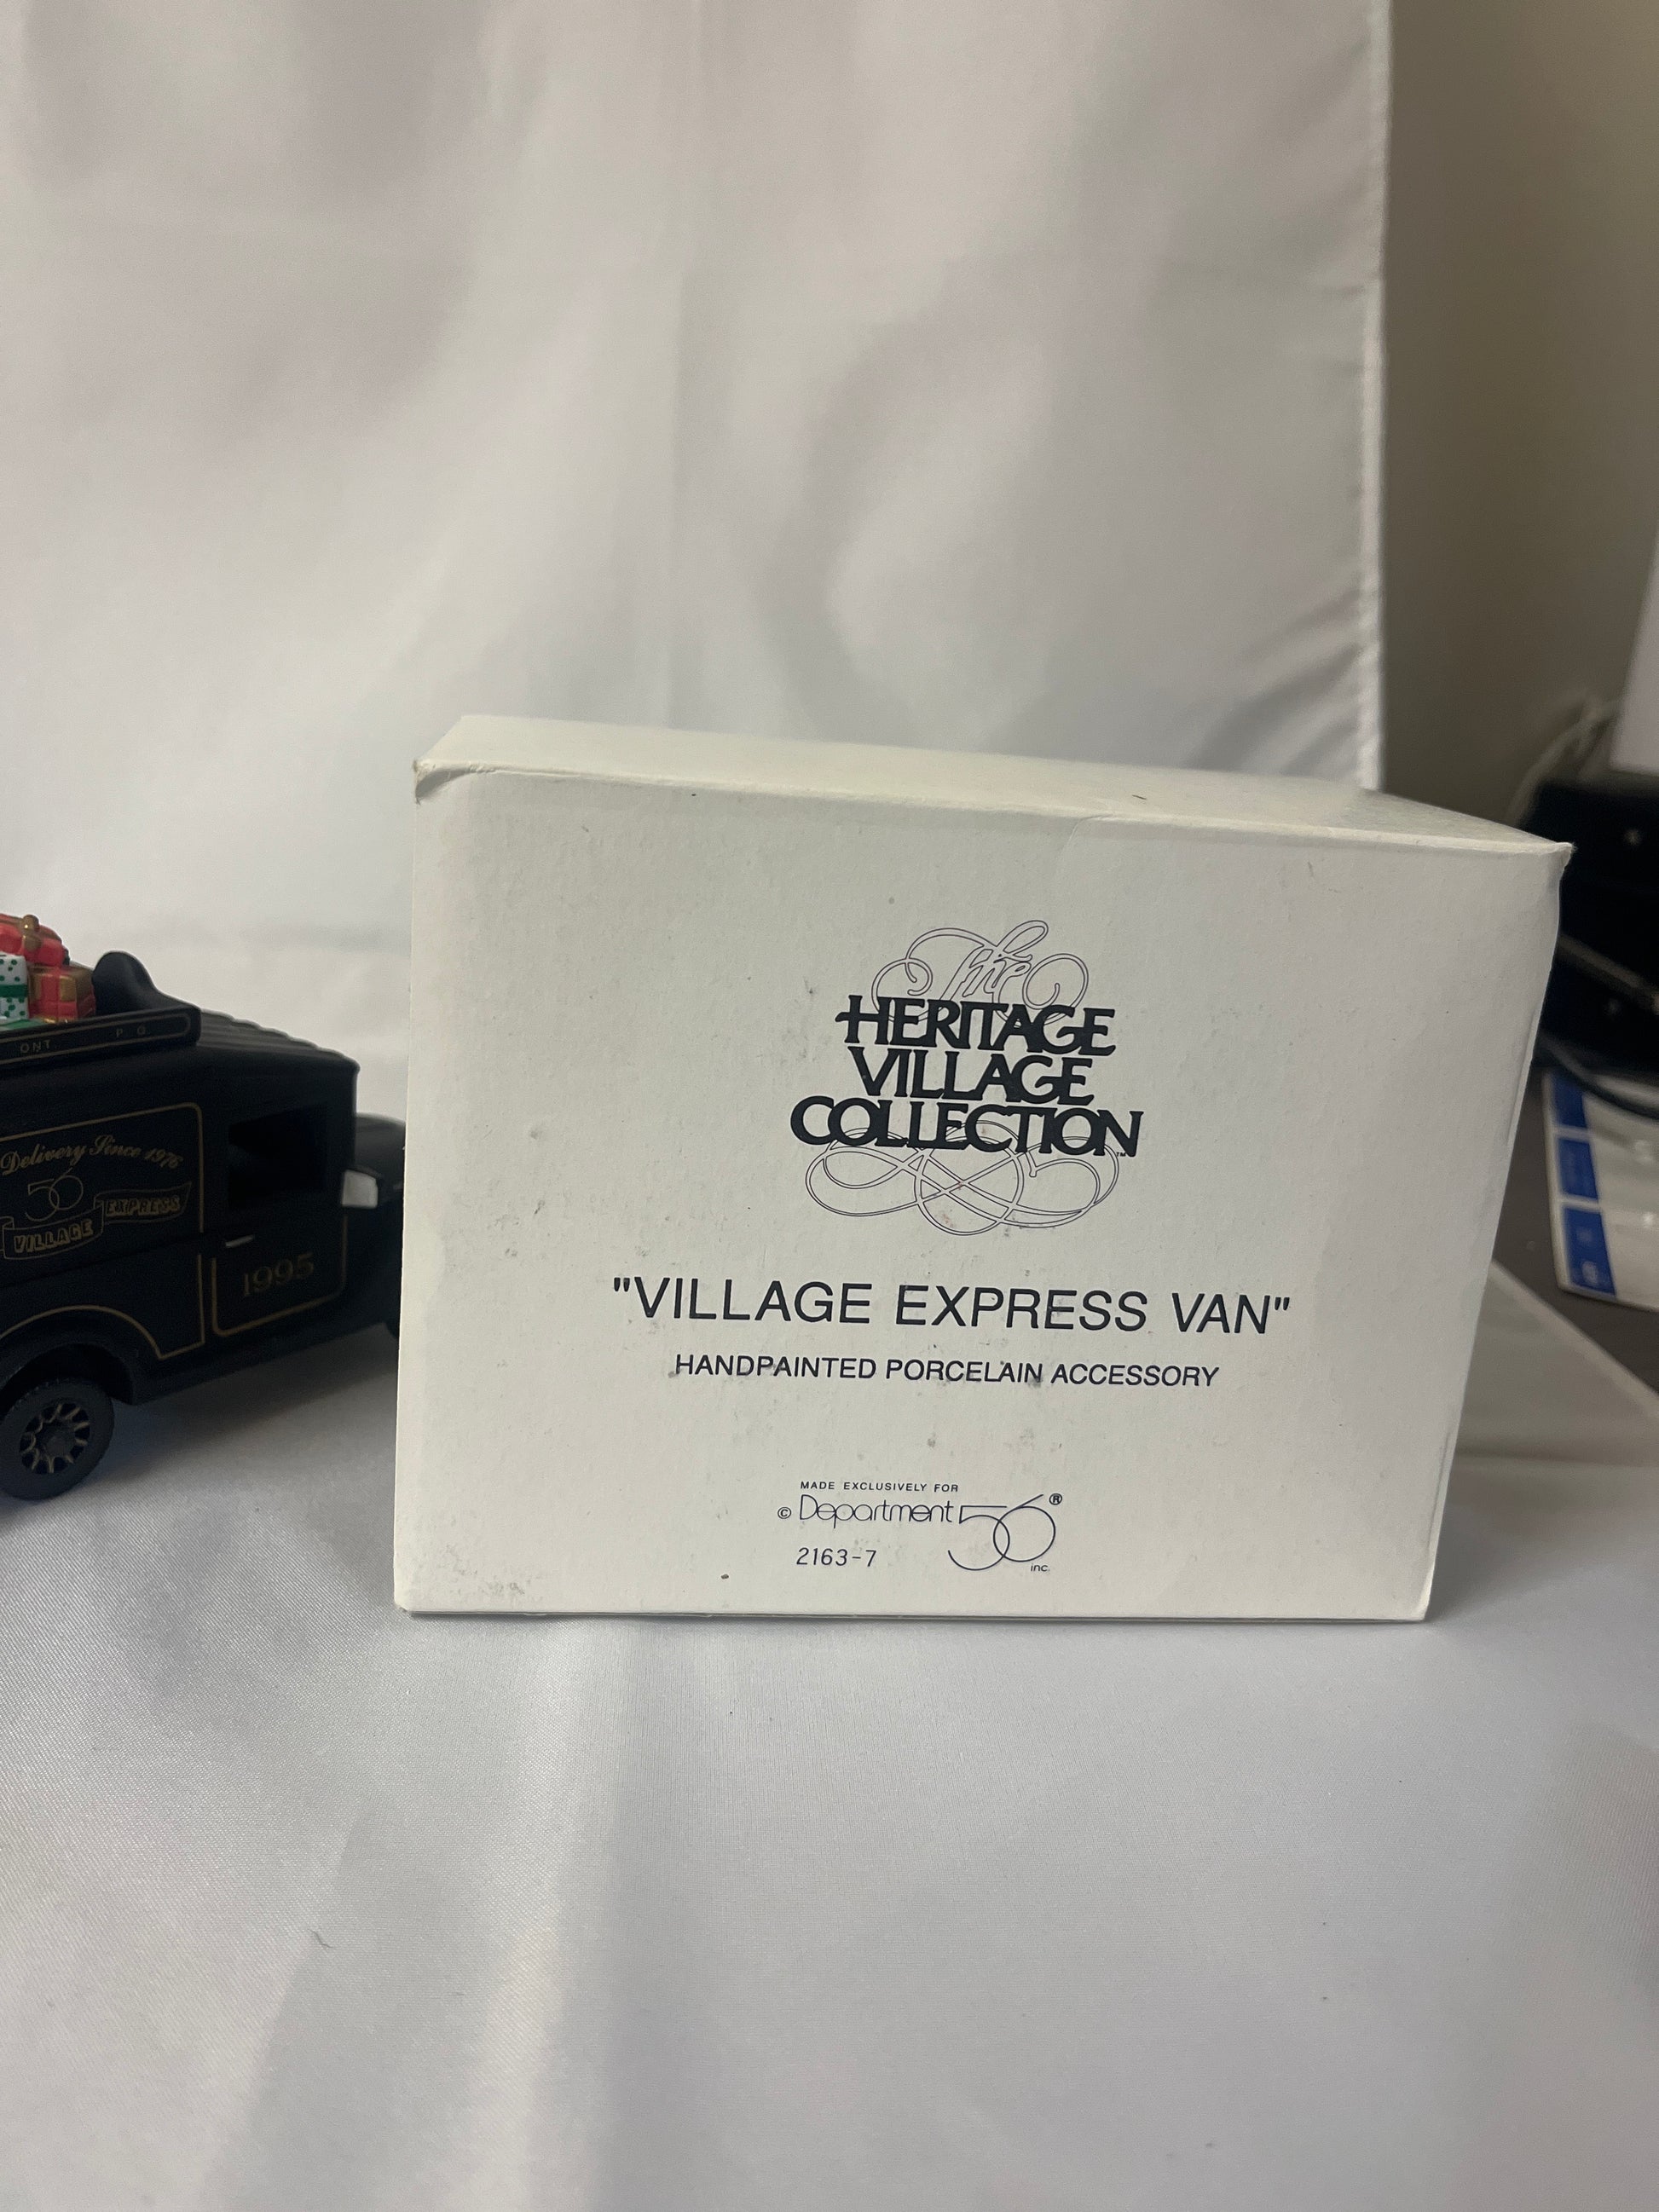 The
HERITAGE
VILLAGE
COLLECTION
"VILLAGE EXPRESS VAN"
HANDPAINTED PORCELAIN ACCESSORY
MADE EXCLUSIVELY FOR
© Department 56®
inc.
2163-7
ONT P G
Delivery Since 1976
56
VILLAGE EXPRESS
1995